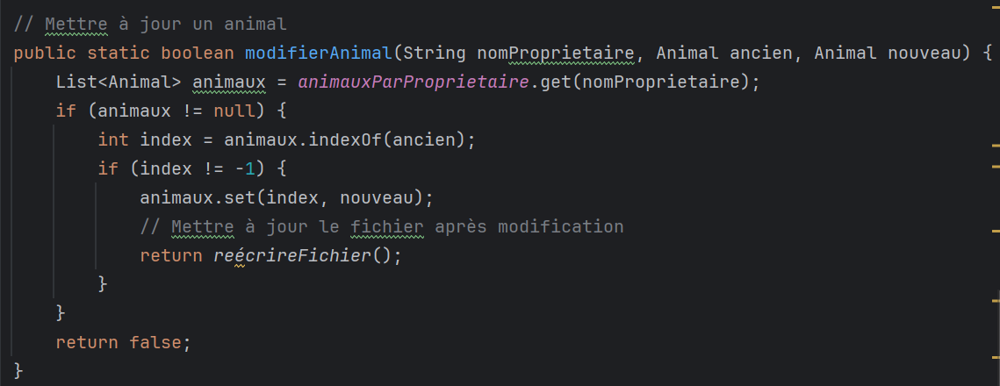 // Mettre à jour un animal
public static boolean modifierAnimal(String nomProprietaire, Animal ancien, Animal nouveau) {
    List<Animal> animaux = animauxParProprietaire.get(nomProprietaire);
    if (animaux != null) {
        int index = animaux.indexOf(ancien);
        if (index != -1) {
            animaux.set(index, nouveau);
            // Mettre à jour le fichier après modification
            return reécrireFichier();
        }
    }
    return false;
}